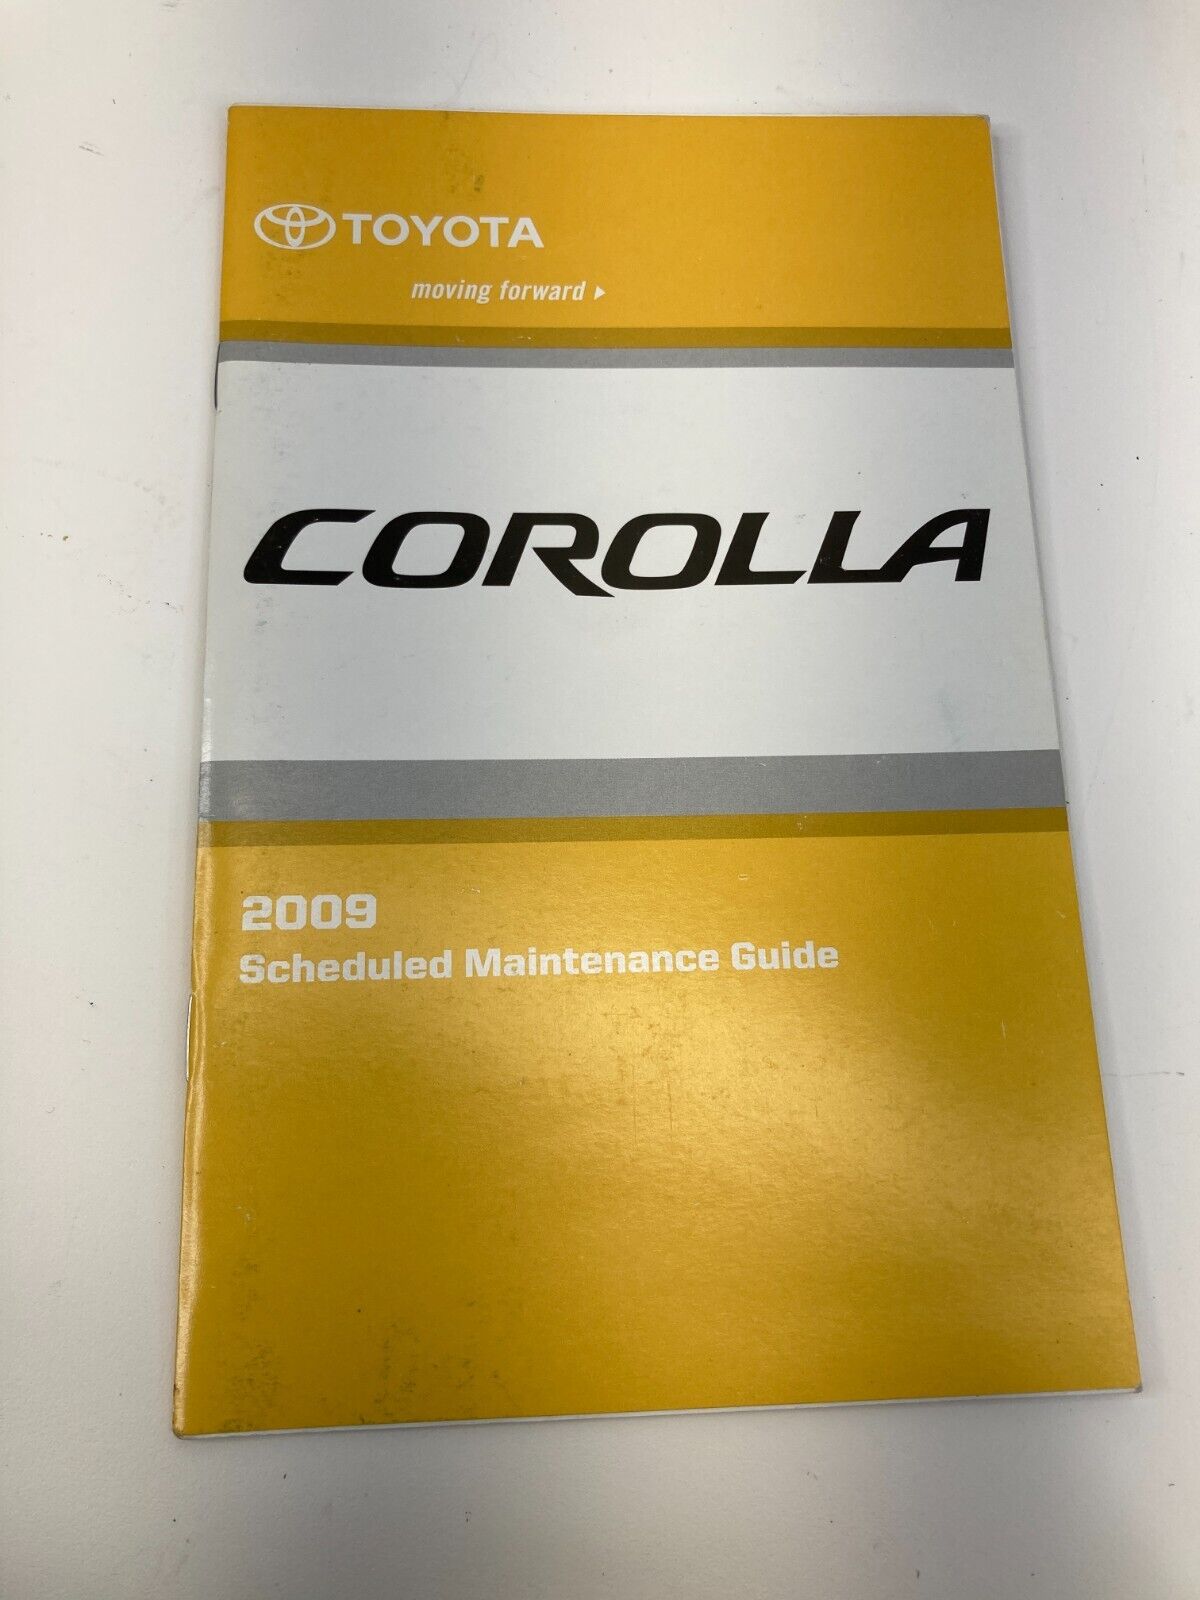 TOYOTA
moving forward
COROLLA
2009
Scheduled Maintenance Guide